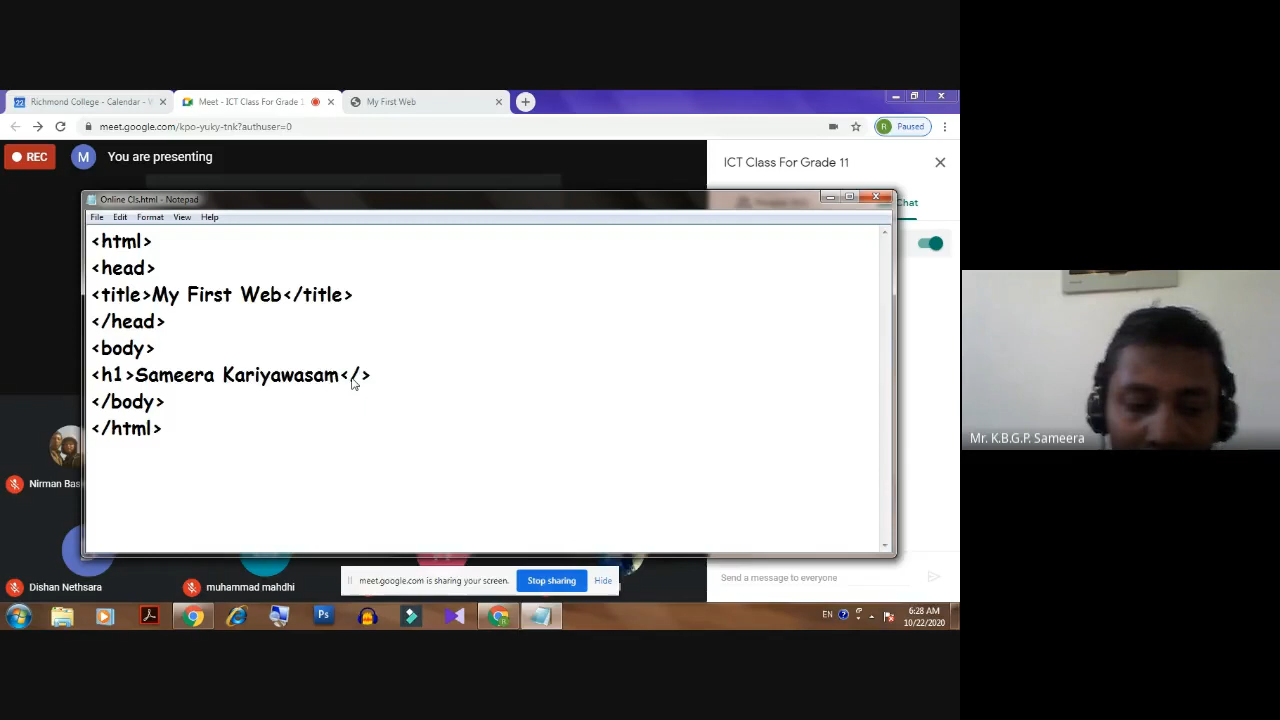 Richmond College - Calendar - W
Meet - ICT Class For Grade 1
My First Web
meet.google.com/kpo-yuky-tnk?authuser=0
R
Paused
REC
M
You are presenting
ICT Class For Grade 11
Chat
Online Cls.html - Notepad
File Edit Format View Help
<html>
<head>
<title>My First Web</title>
</head>
<body>
<h1>Sameera Kariyawasam</>
</body>
</html>
Nirman Bas
Dishan Nethsara
muhammad mahdhi
meet.google.com is sharing your screen.
Stop sharing
Hide
Send a message to everyone
Ps
EN
6:28 AM
10/22/2020
Mr. K.B.G.P. Sameera